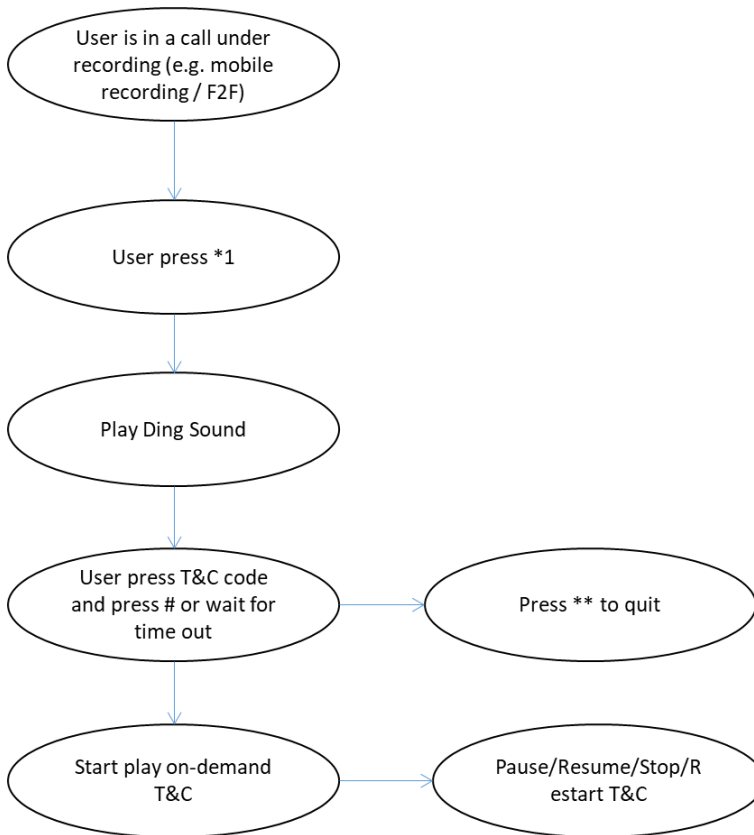 User is in a call under
recording (e.g. mobile
recording / F2F)
User press *1
Play Ding Sound
User press T&C code
and press # or wait for
time out
Press ** to quit
Start play on-demand
T&C
Pause/Resume/Stop/R
estart T&C